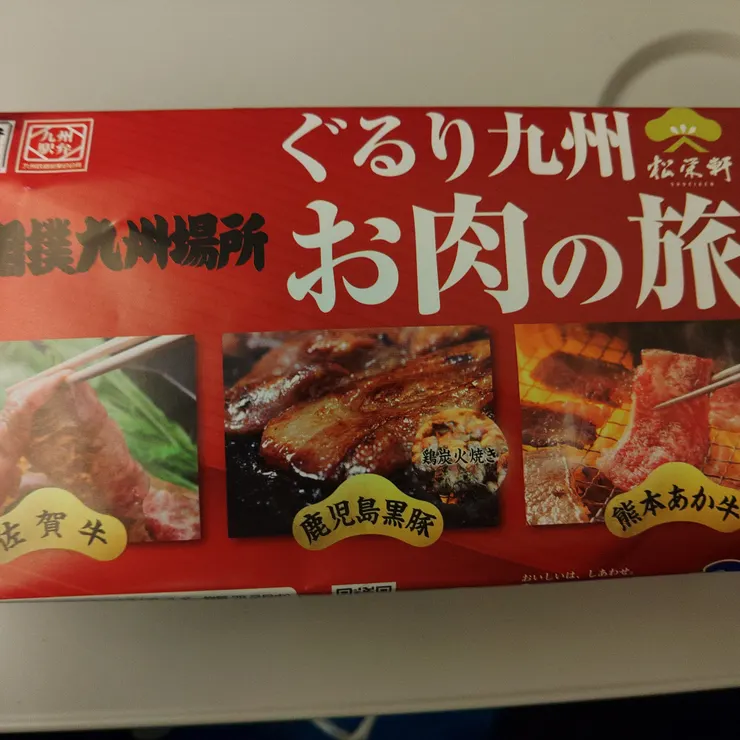 九州
駅弁
ぐるり九州
お肉の旅
松栄軒
相撲九州場所
佐賀牛
鶏炭火焼き
鹿児島黒豚
熊本あか牛
おいしいは、しあわせ。